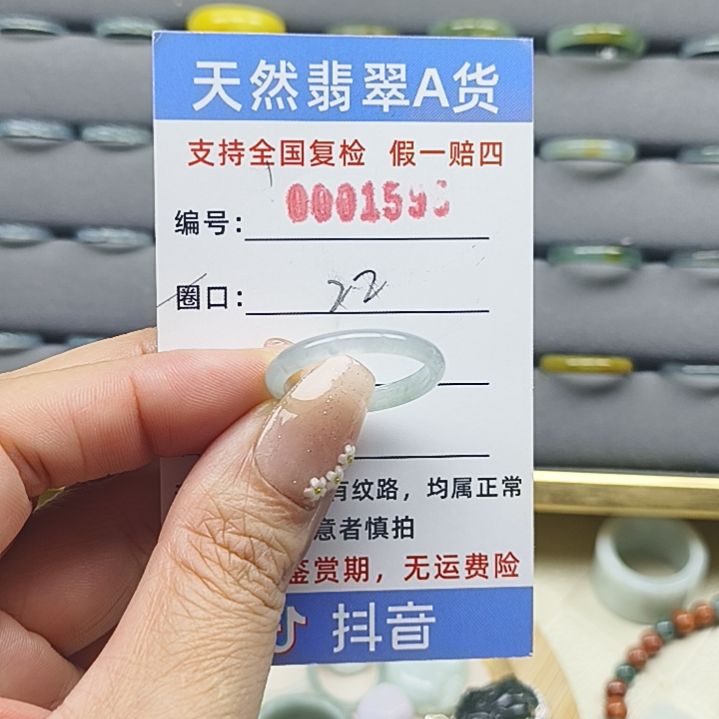 天然翡翠A货
支持全国复检 假一赔四
编号：
圈口：22
有纹路，均属正常
意者慎拍
鉴赏期，无运费险
抖音